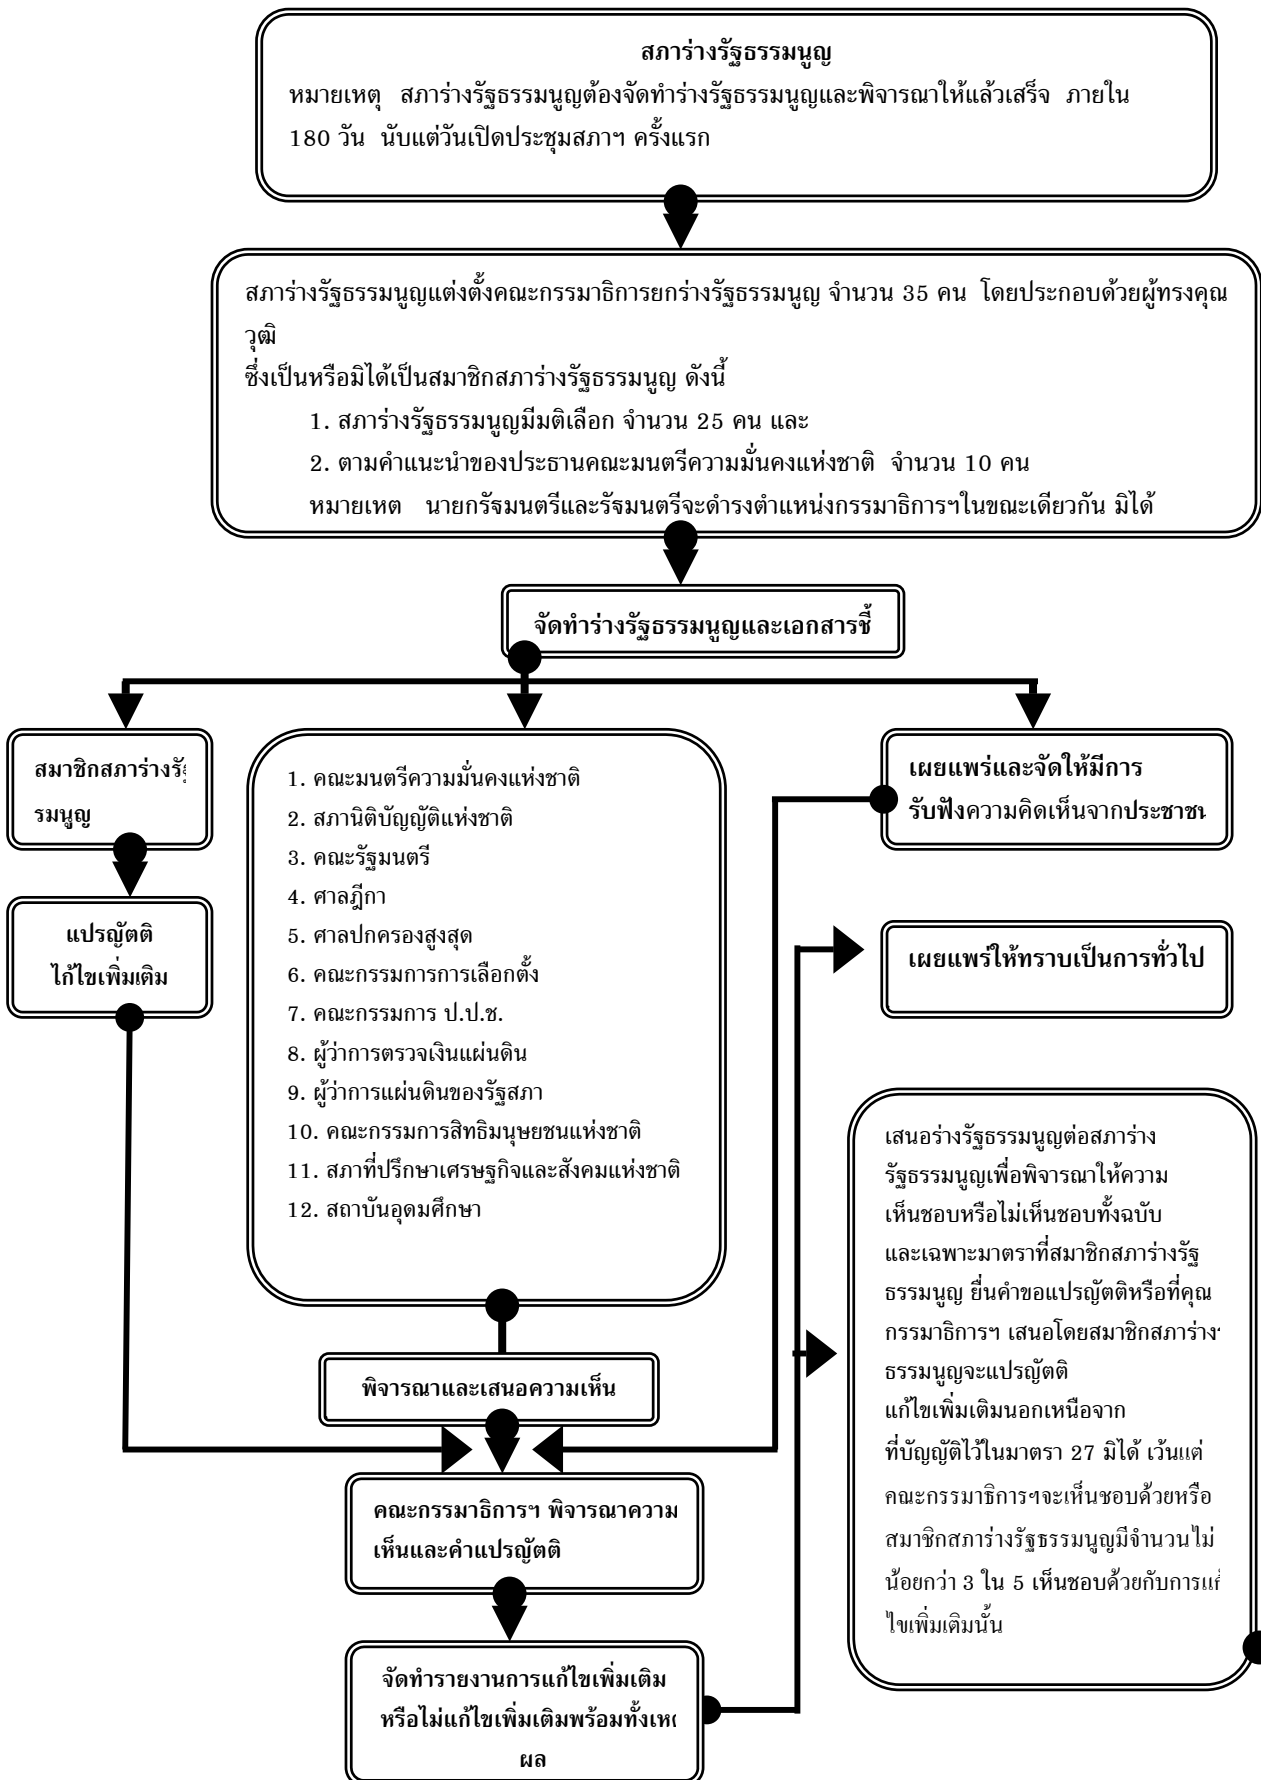 สภาร่างรัฐธรรมนูญ
หมายเหตุ สภาร่างรัฐธรรมนูญต้องจัดทำร่างรัฐธรรมนูญและพิจารณาให้แล้วเสร็จ ภายใน
180 วัน นับแต่วันเปิดประชุมสภาฯ ครั้งแรก
สภาร่างรัฐธรรมนูญแต่งตั้งคณะกรรมาธิการยกร่างรัฐธรรมนูญ จำนวน 35 คน โดยประกอบด้วยผู้ทรงคุณ
วุฒิ
ซึ่งเป็นหรือมิได้เป็นสมาชิกสภาร่างรัฐธรรมนูญ ดังนี้
1. สภาร่างรัฐธรรมนูญมีมติเลือก จำนวน 25 คน และ
2. ตามคำแนะนำของประธานคณะมนตรีความมั่นคงแห่งชาติ จำนวน 10 คน
หมายเหต นายกรัจมนตรีและรัจมนตรีจะดำรงตำแหน่งกรรมาธิการฯในขณะเดียวกัน มิได้
จัดทำร่างรัฐธรรมนูญและเอกสารชี้
สมาชิกสภาร่างรัฐ
รมนูญ
แปรญัตติ
ไก้ไขเพิ่มเติม
1. คณะมนตรีความมั่นคงแห่งชาติ
2. สภานิติบัญญัติแห่งชาติ
3. คณะรัฐมนตรี
4. ศาลฎีกา
5. ศาลปกครองสูงสุด
6. คณะกรรมการการเลือกตั้ง
7. คณะกรรมการ ป.ป.ช.
8. ผู้ว่าการตรวจเงินแผ่นดิน
9. ผู้ว่าการแผ่นดินของรัฐสภา
10. คณะกรรมการสิทธิมนุษยชนแห่งชาติ
11. สภาที่ปรึกษาเศรษฐกิจและสังคมแห่งชาติ
12. สถาบันอุดมศึกษา
เผยแพร่และจัดให้มีการ
รับฟังความคิดเห็นจากประชาชน
เผยแพร่ให้ทราบเป็นการทั่วไป
เสนอร่างรัฐธรรมนูญต่อสภาร่าง
รัฐธรรมนูญเพื่อพิจารณาให้ความ
เห็นชอบหรือไม่เห็นชอบทั้งฉบับ
และเฉพาะมาตราที่สมาชิกสภาร่างรัฐ
ธรรมนูญ ยื่นคำขอแปรญัตติหรือที่คุณ
กรรมาธิการฯ เสนอโดยสมาชิกสภาร่าง
ธรรมนูญจะแปรญัตติ
แก้ไขเพิ่มเติมนอกเหนือจาก
ที่บัญญัติไว้ในมาตรา 27 มิได้ เว้นแต่
คณะกรรมาธิการฯจะเห็นชอบด้วยหรือ
สมาชิกสภาร่างรัฐธรรมนูญมีจำนวนไม่
น้อยกว่า 3 ใน 5 เห็นชอบด้วยกับการแก้
ไขเพิ่มเติมนั้น
พิจารณาและเสนอความเห็น
คณะกรรมาธิการฯ พิจารณาความ
เห็นและคำแปรญัตติ
จัดทำรายงานการแก้ไขเพิ่มเติม
หรือไม่แก้ไขเพิ่มเติมพร้อมทั้งเหต
ผล